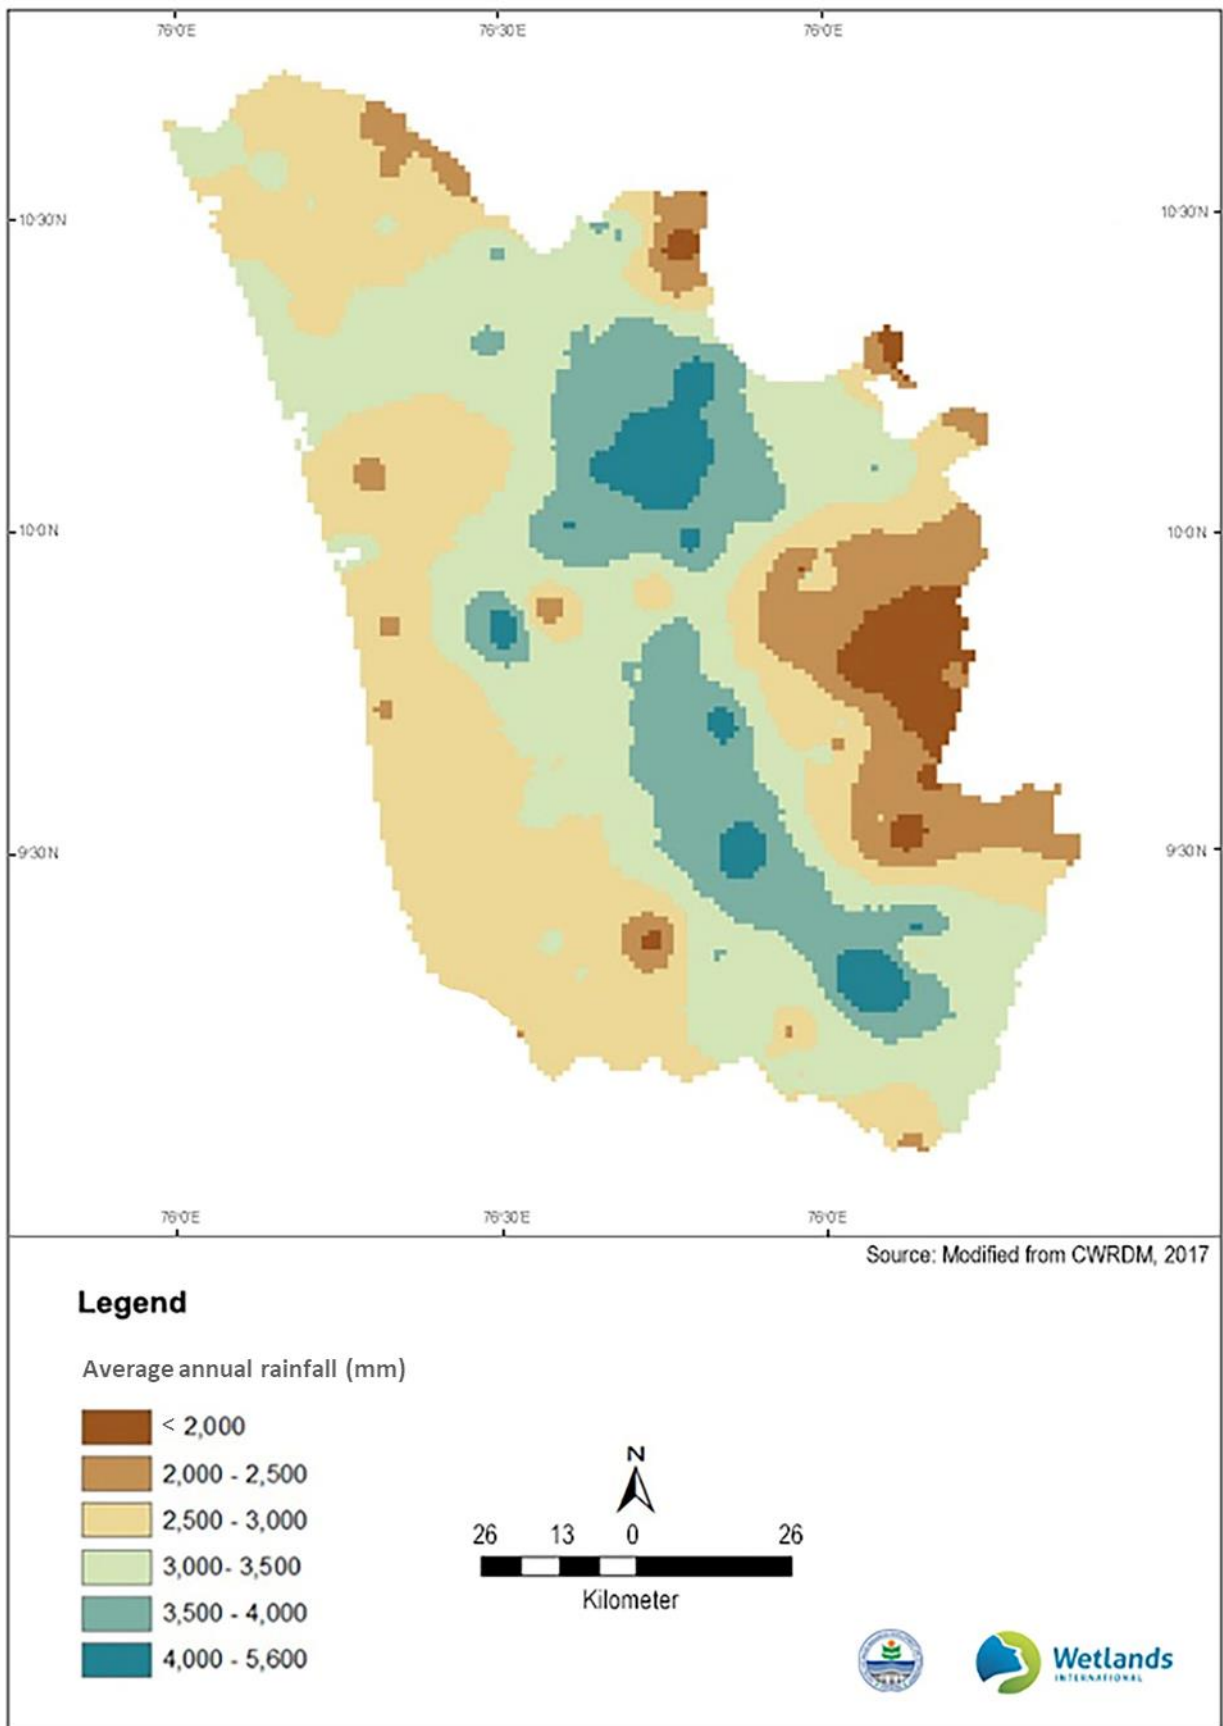 76°0'E 76°30'E 76°0'E
10°30'N 10°30'N
10°0'N 10°0'N
9°30'N 9°30'N
76°0'E 76°30'E 76°0'E
Source: Modified from CWRDM, 2017
Legend
Average annual rainfall (mm)
< 2,000
2,000 - 2,500
2,500 - 3,000
3,000- 3,500
3,500 - 4,000
4,000 - 5,600
N
26 13 0 26
Kilometer
Wetlands
INTERNATIONAL